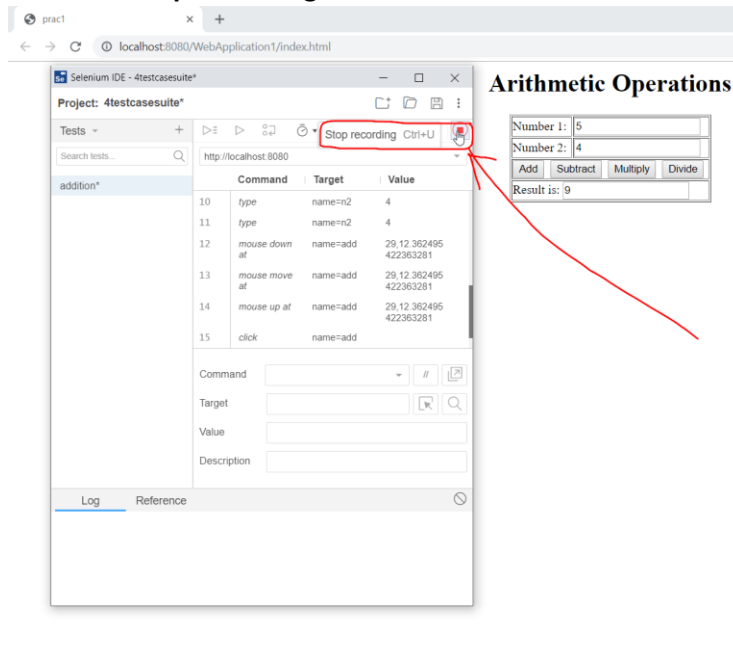 prac1
localhost:8080/WebApplication1/index.html
Selenium IDE - 4testcasesuite*
Project: 4testcasesuite*
Tests
Stop recording Ctrl+U
Search tests...
http://localhost:8080
addition*
Command Target Value
10 type name=n2 4
11 type name=n2 4
12 mouse down at name=add 29,12.362495422363281
13 mouse move at name=add 29,12.362495422363281
14 mouse up at name=add 29,12.362495422363281
15 click name=add
Command //
Target
Value
Description
Log Reference
Arithmetic Operations
Number 1: 5
Number 2: 4
Add Subtract Multiply Divide
Result is: 9